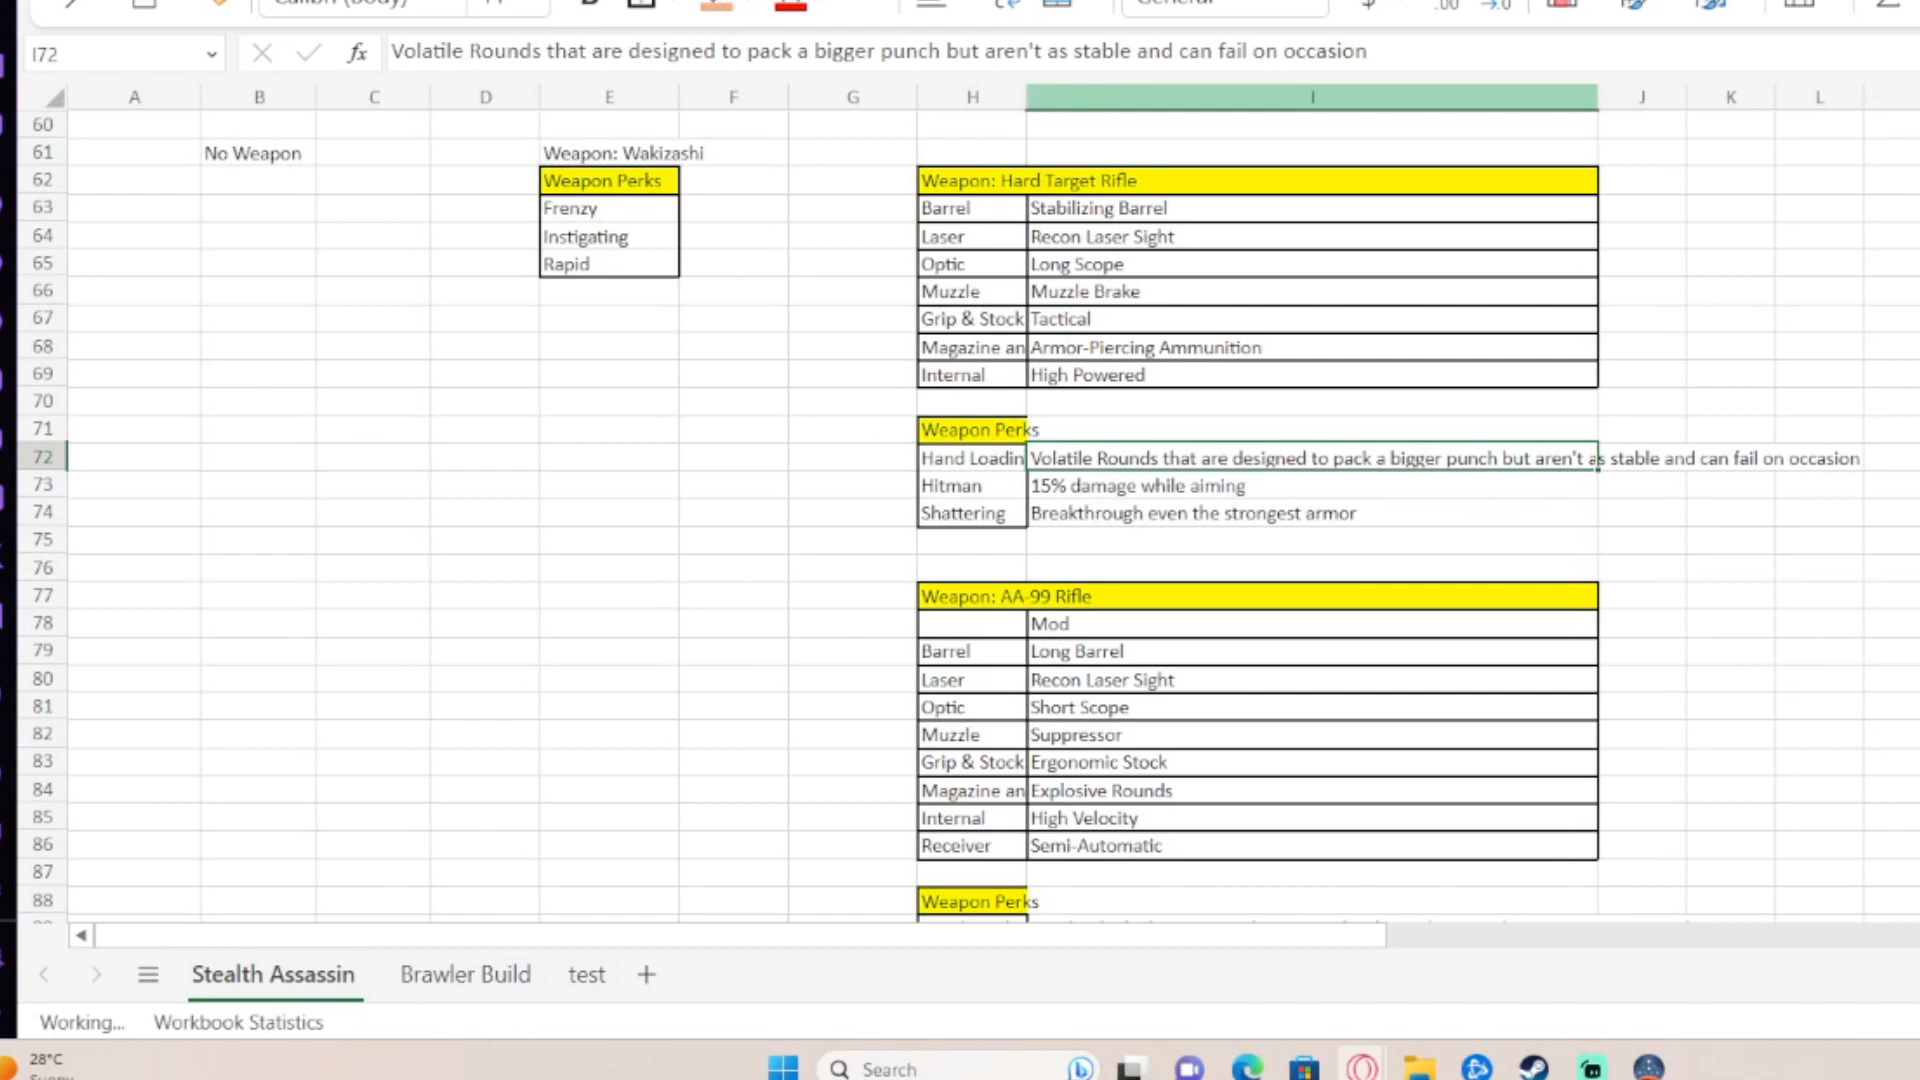 General
I72
fx
Volatile Rounds that are designed to pack a bigger punch but aren't as stable and can fail on occasion
A B C D E F G H I J K L
60
61 No Weapon Weapon: Wakizashi
62 Weapon Perks Weapon: Hard Target Rifle
63 Frenzy Barrel Stabilizing Barrel
64 Instigating Laser Recon Laser Sight
65 Rapid Optic Long Scope
66 Muzzle Muzzle Brake
67 Grip & Stock Tactical
68 Magazine an Armor-Piercing Ammunition
69 Internal High Powered
70
71 Weapon Perks
72 Hand Loadin Volatile Rounds that are designed to pack a bigger punch but aren't as stable and can fail on occasion
73 Hitman 15% damage while aiming
74 Shattering Breakthrough even the strongest armor
75
76
77 Weapon: AA-99 Rifle
78 Mod
79 Barrel Long Barrel
80 Laser Recon Laser Sight
81 Optic Short Scope
82 Muzzle Suppressor
83 Grip & Stock Ergonomic Stock
84 Magazine an Explosive Rounds
85 Internal High Velocity
86 Receiver Semi-Automatic
87
88 Weapon Perks
Stealth Assassin Brawler Build test +
Working... Workbook Statistics
28°C
Sunny
Search